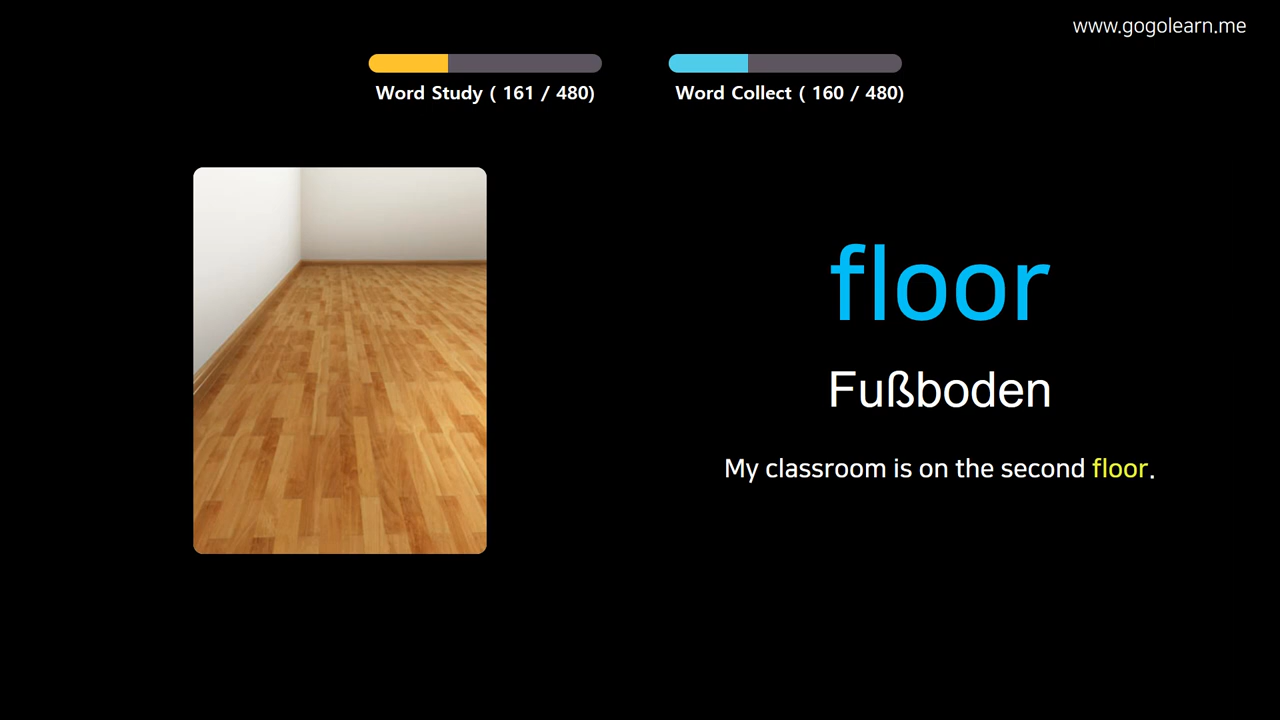 www.gogolearn.me
Word Study ( 161 / 480)
Word Collect ( 160 / 480)
floor
Fußboden
My classroom is on the second floor.